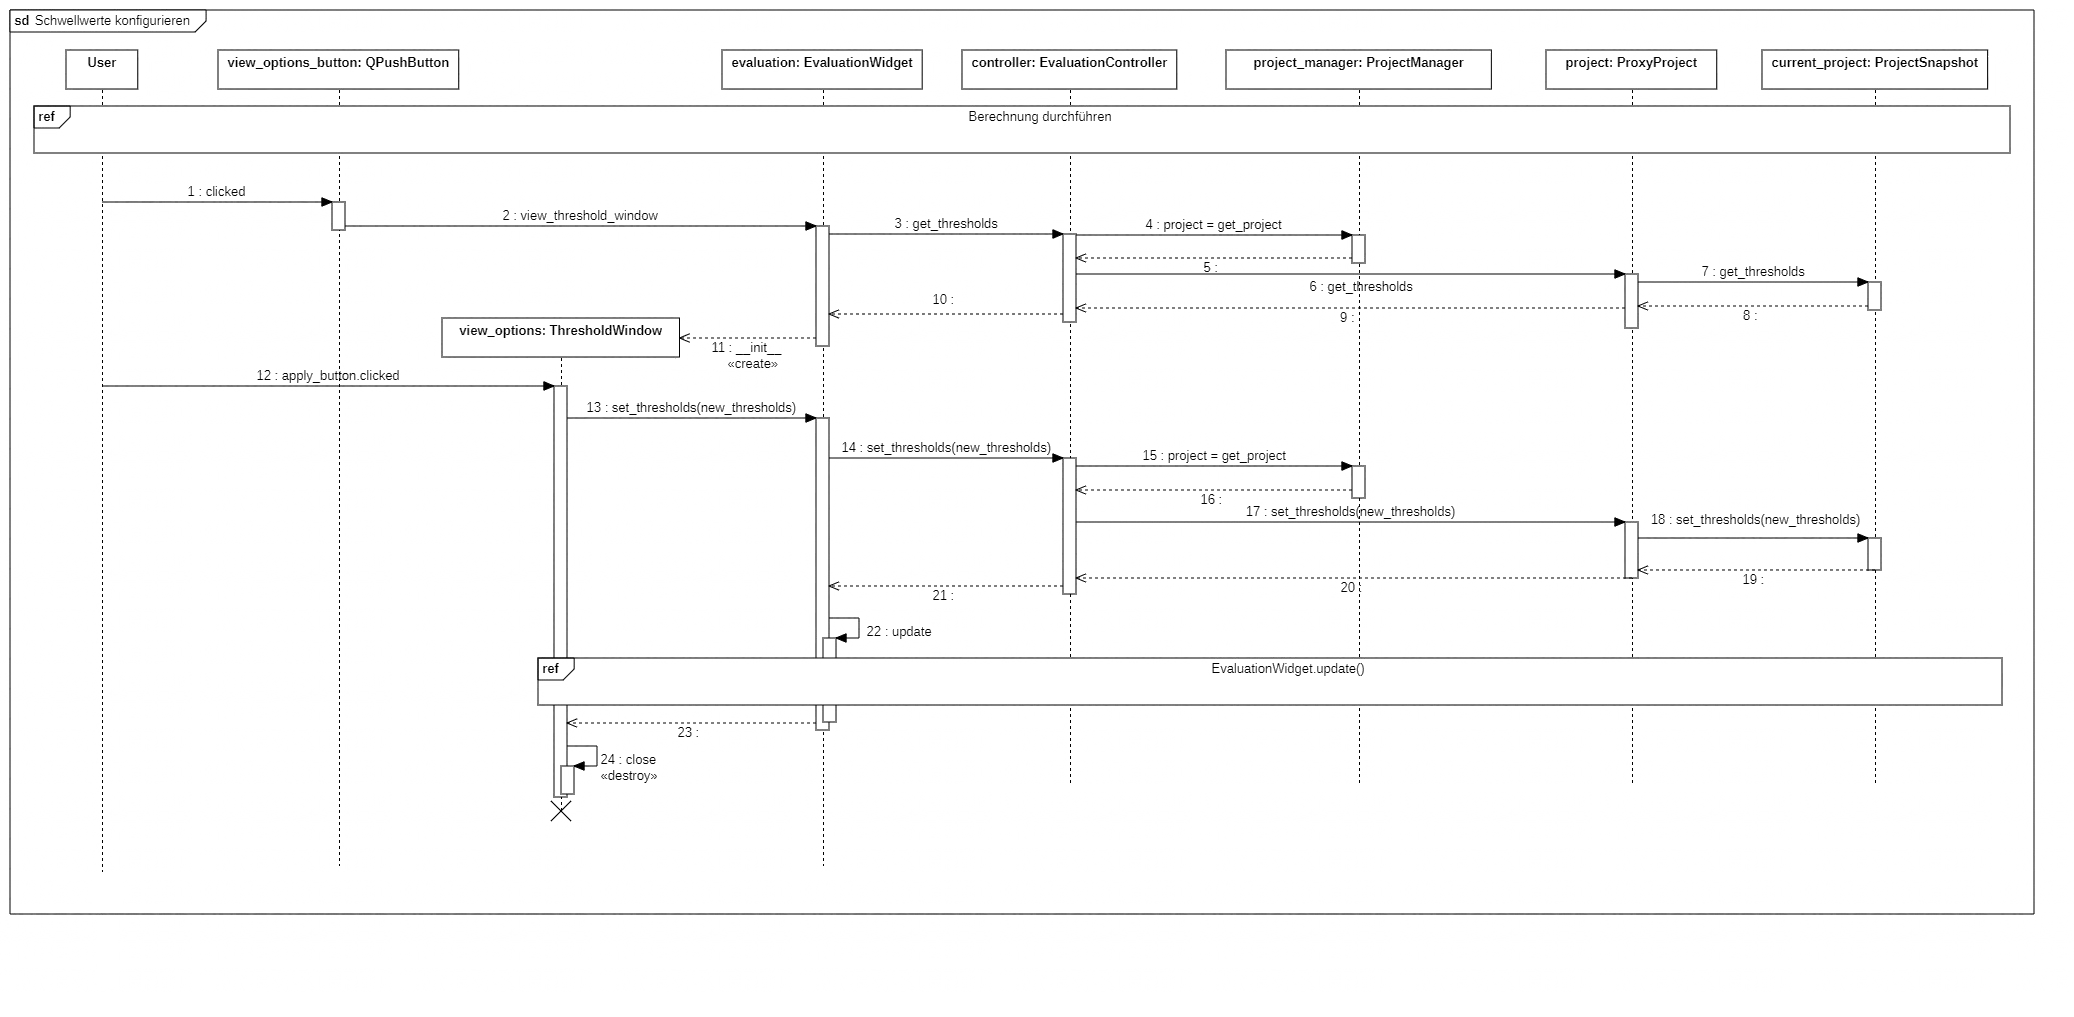 sd Schwellwerte konfigurieren
User
view_options_button: QPushButton
evaluation: EvaluationWidget
controller: EvaluationController
project_manager: ProjectManager
project: ProxyProject
current_project: ProjectSnapshot
ref
Berechnung durchführen
1 : clicked
2 : view_threshold_window
3 : get_thresholds
4 : project = get_project
5 :
6 : get_thresholds
7 : get_thresholds
8 :
9 :
10 :
view_options: ThresholdWindow
11 : __init__
«create»
12 : apply_button.clicked
13 : set_thresholds(new_thresholds)
14 : set_thresholds(new_thresholds)
15 : project = get_project
16 :
17 : set_thresholds(new_thresholds)
18 : set_thresholds(new_thresholds)
19 :
20 :
21 :
22 : update
ref
EvaluationWidget.update()
23 :
24 : close
«destroy»